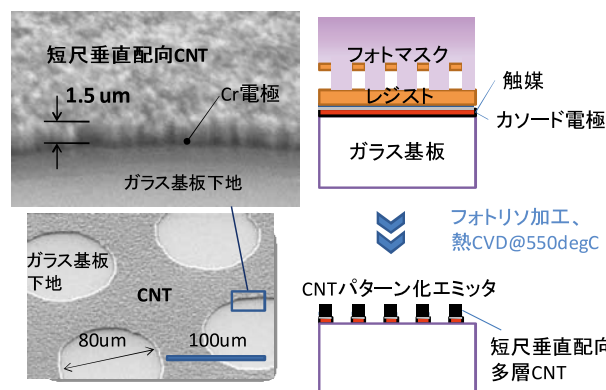 短尺垂直配向CNT
1.5 um
Cr電極
ガラス基板下地
ガラス基板
下地
CNT
80um
100um
フォトマスク
レジスト
触媒
カソード電極
ガラス基板
フォトリソ加工、
熱CVD@550degC
CNTパターン化エミッタ
短尺垂直配向
多層CNT